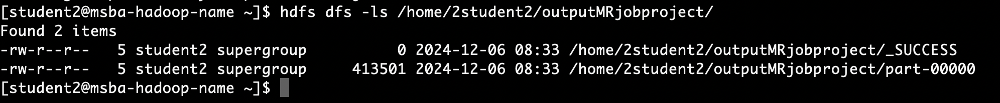 [student2@msba-hadoop-name ~]$ hdfs dfs -ls /home/2student2/outputMRjobproject/
Found 2 items
-rw-r--r--   5 student2 supergroup          0 2024-12-06 08:33 /home/2student2/outputMRjobproject/_SUCCESS
-rw-r--r--   5 student2 supergroup     413501 2024-12-06 08:33 /home/2student2/outputMRjobproject/part-00000
[student2@msba-hadoop-name ~]$